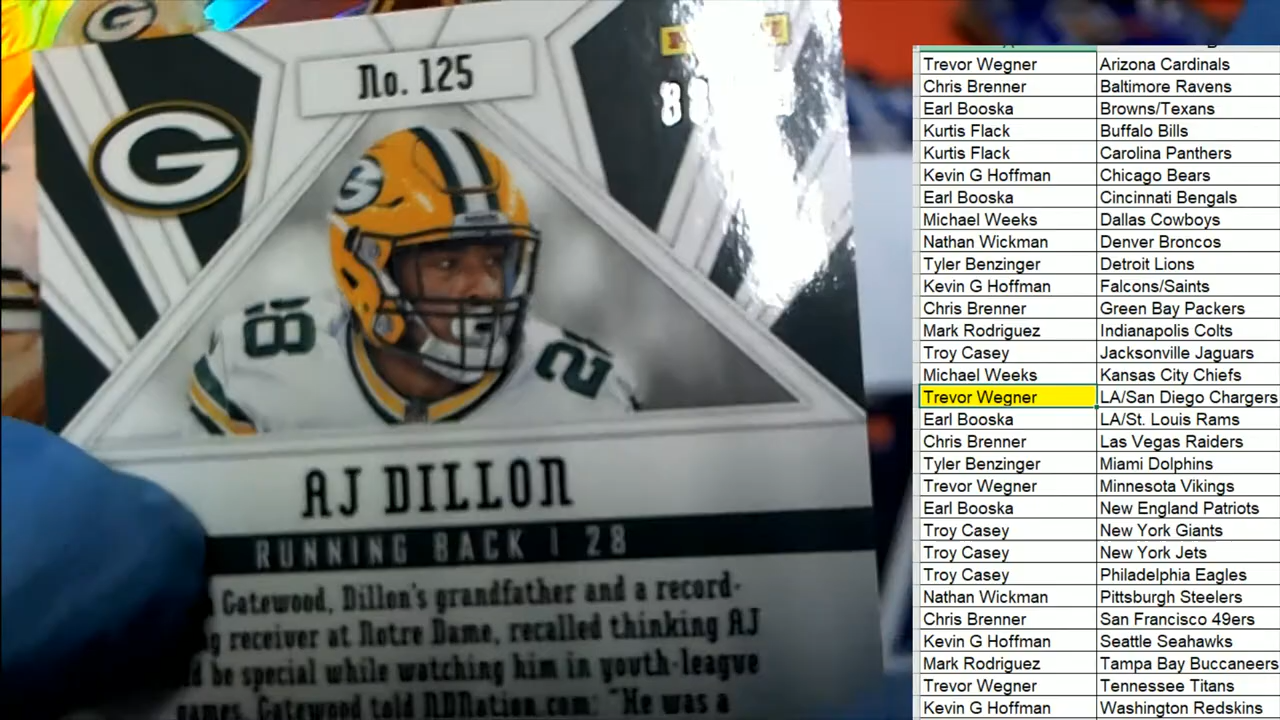 No. 125
G
28
2
AJ DILLON
RUNNING BACK | 28
Gatewood, Dillon's grandfather and a record-
receiver at Notre Dame, recalled thinking AJ
be special while watching him in youth-league
games, Gatewood told "He was a
Trevor Wegner Arizona Cardinals
Chris Brenner Baltimore Ravens
Earl Booska Browns/Texans
Kurtis Flack Buffalo Bills
Kurtis Flack Carolina Panthers
Kevin G Hoffman Chicago Bears
Earl Booska Cincinnati Bengals
Michael Weeks Dallas Cowboys
Nathan Wickman Denver Broncos
Tyler Benzinger Detroit Lions
Kevin G Hoffman Falcons/Saints
Chris Brenner Green Bay Packers
Mark Rodriguez Indianapolis Colts
Troy Casey Jacksonville Jaguars
Michael Weeks Kansas City Chiefs
Trevor Wegner LA/San Diego Chargers
Earl Booska LA/St. Louis Rams
Chris Brenner Las Vegas Raiders
Tyler Benzinger Miami Dolphins
Trevor Wegner Minnesota Vikings
Earl Booska New England Patriots
Troy Casey New York Giants
Troy Casey New York Jets
Troy Casey Philadelphia Eagles
Nathan Wickman Pittsburgh Steelers
Chris Brenner San Francisco 49ers
Kevin G Hoffman Seattle Seahawks
Mark Rodriguez Tampa Bay Buccaneers
Trevor Wegner Tennessee Titans
Kevin G Hoffman Washington Redskins